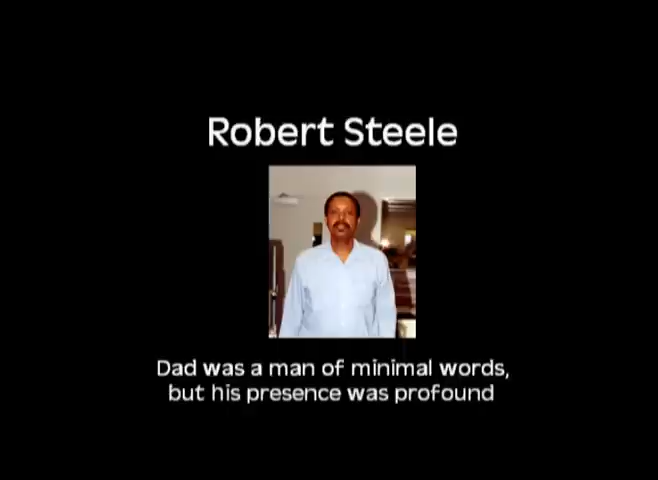 Robert Steele
Dad was a man of minimal words,
but his presence was profound